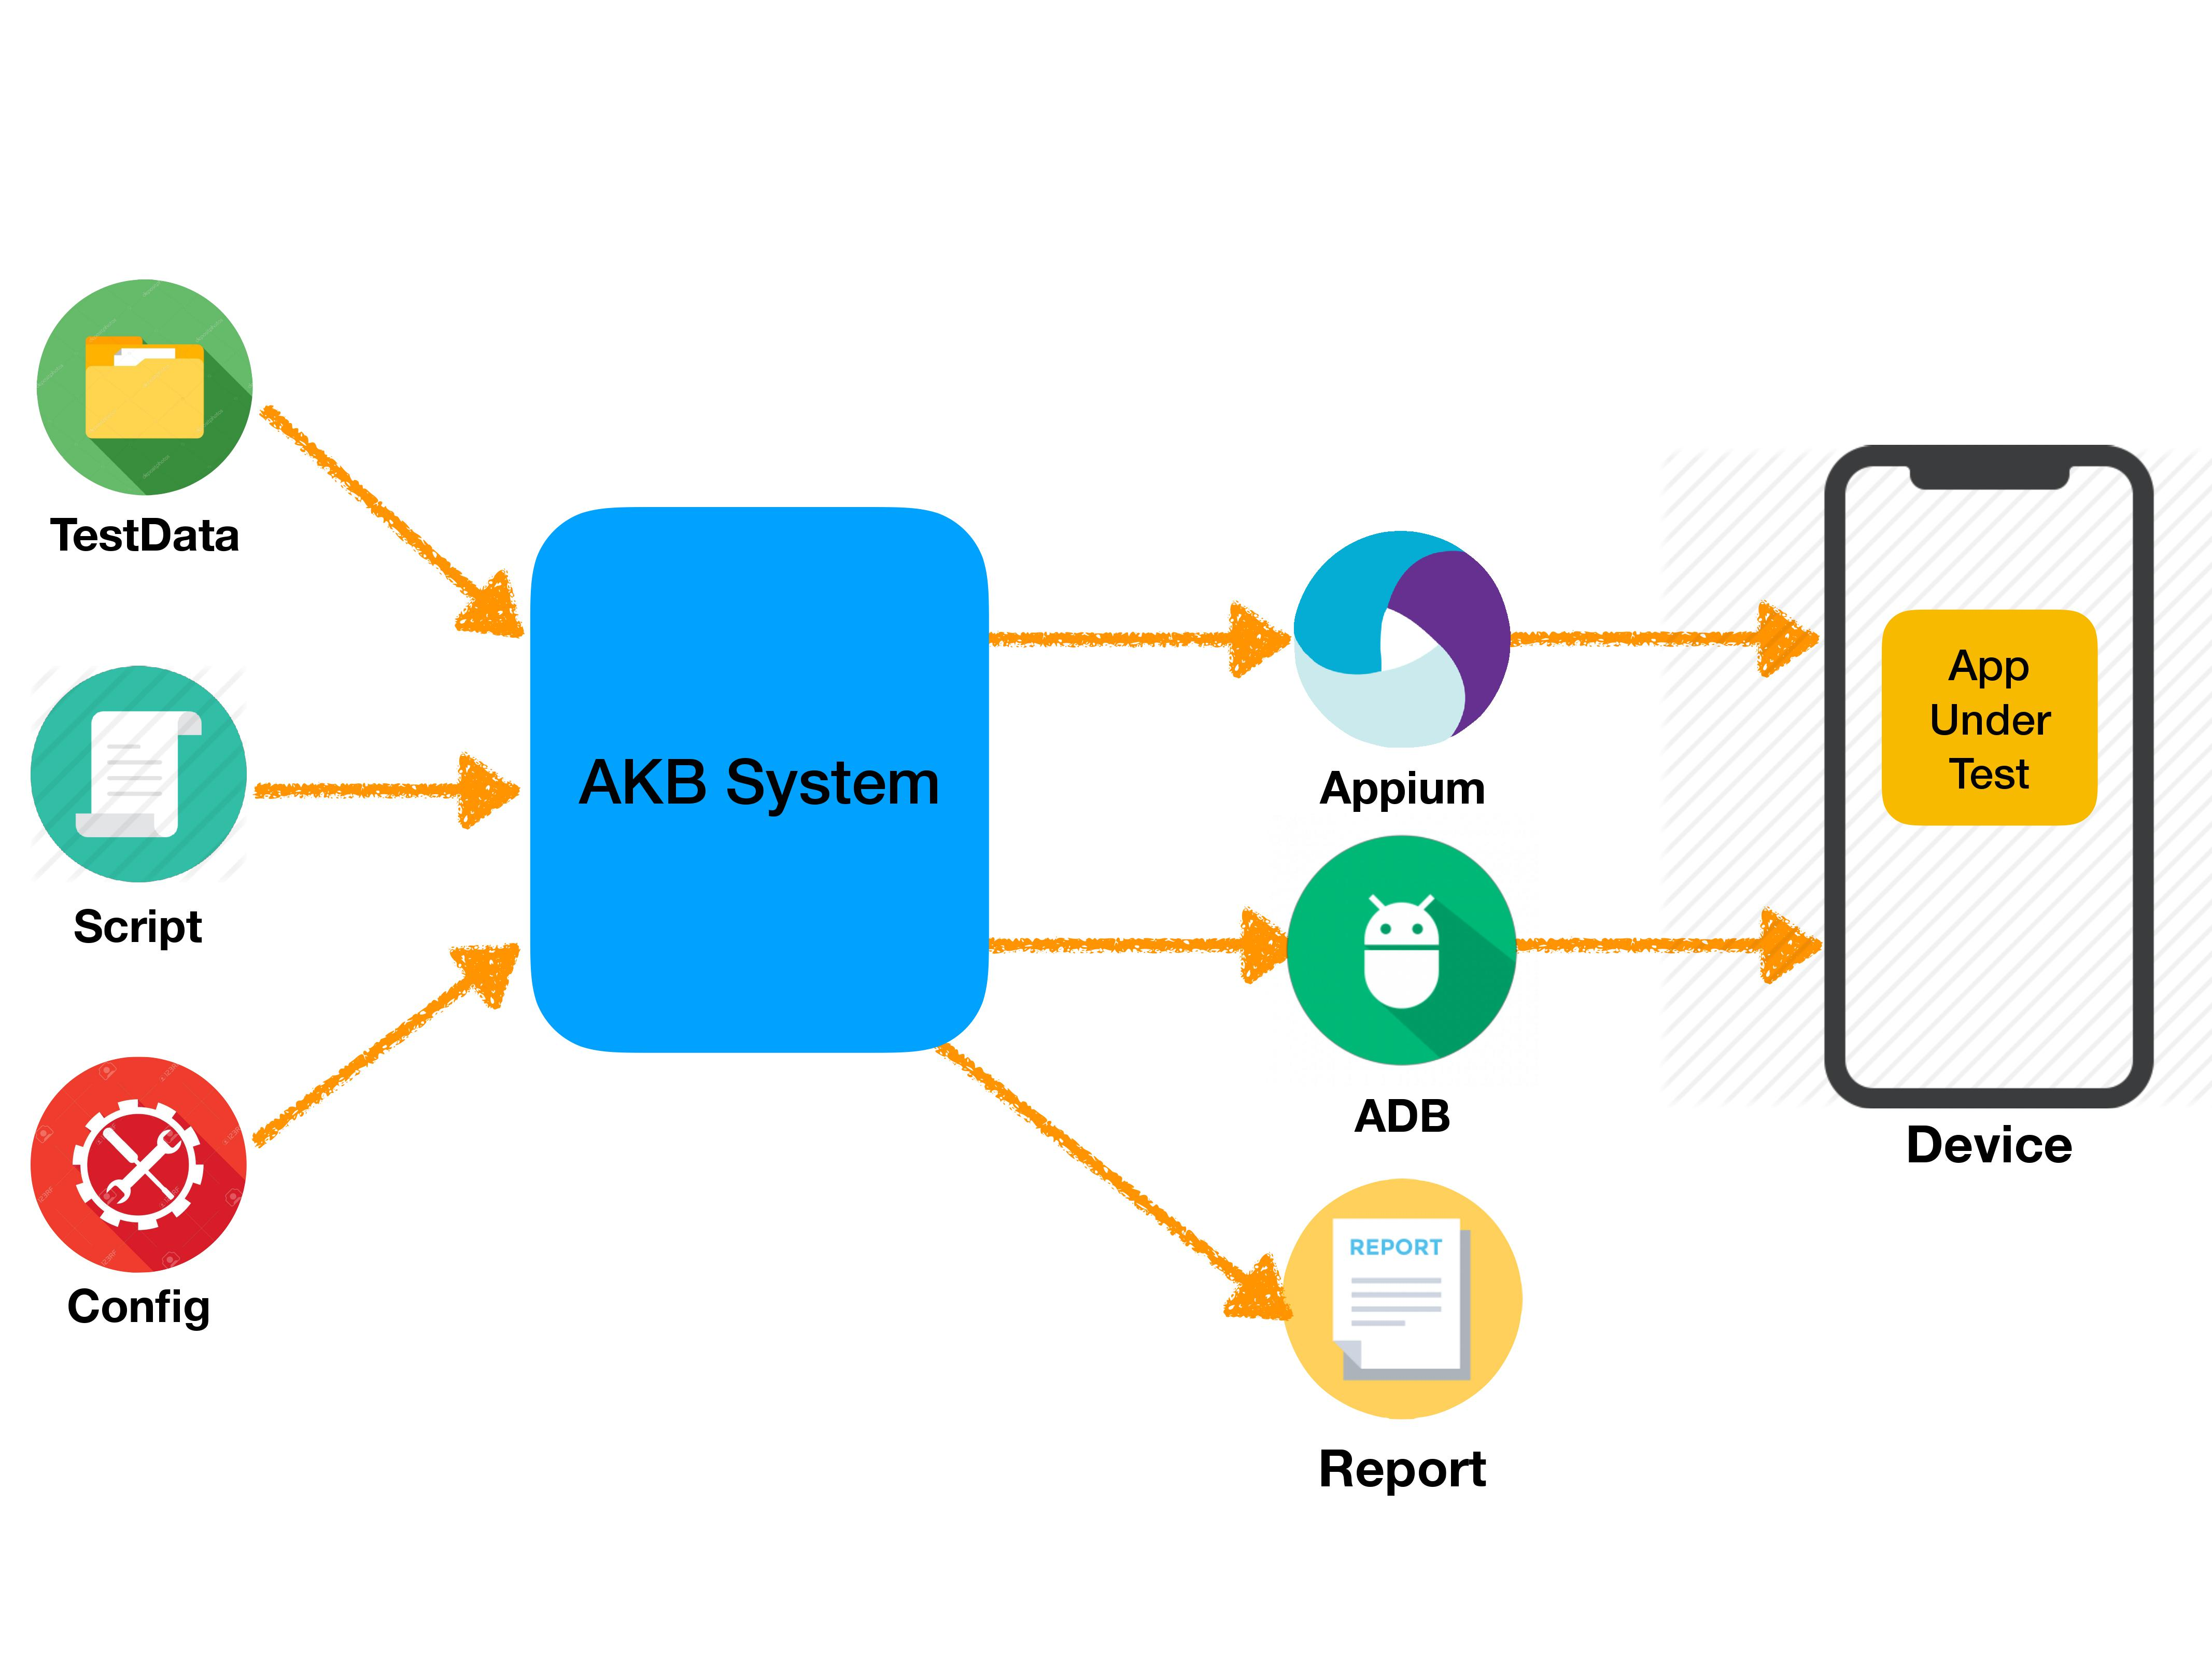 TestData
Script
Config
AKB System
Appium
ADB
REPORT
Report
App
Under
Test
Device